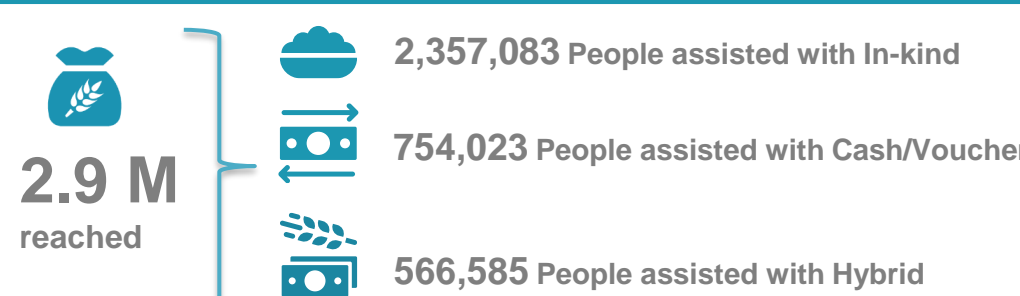 2.9 M
reached
2,357,083 People assisted with In-kind
754,023 People assisted with Cash/Voucher
566,585 People assisted with Hybrid